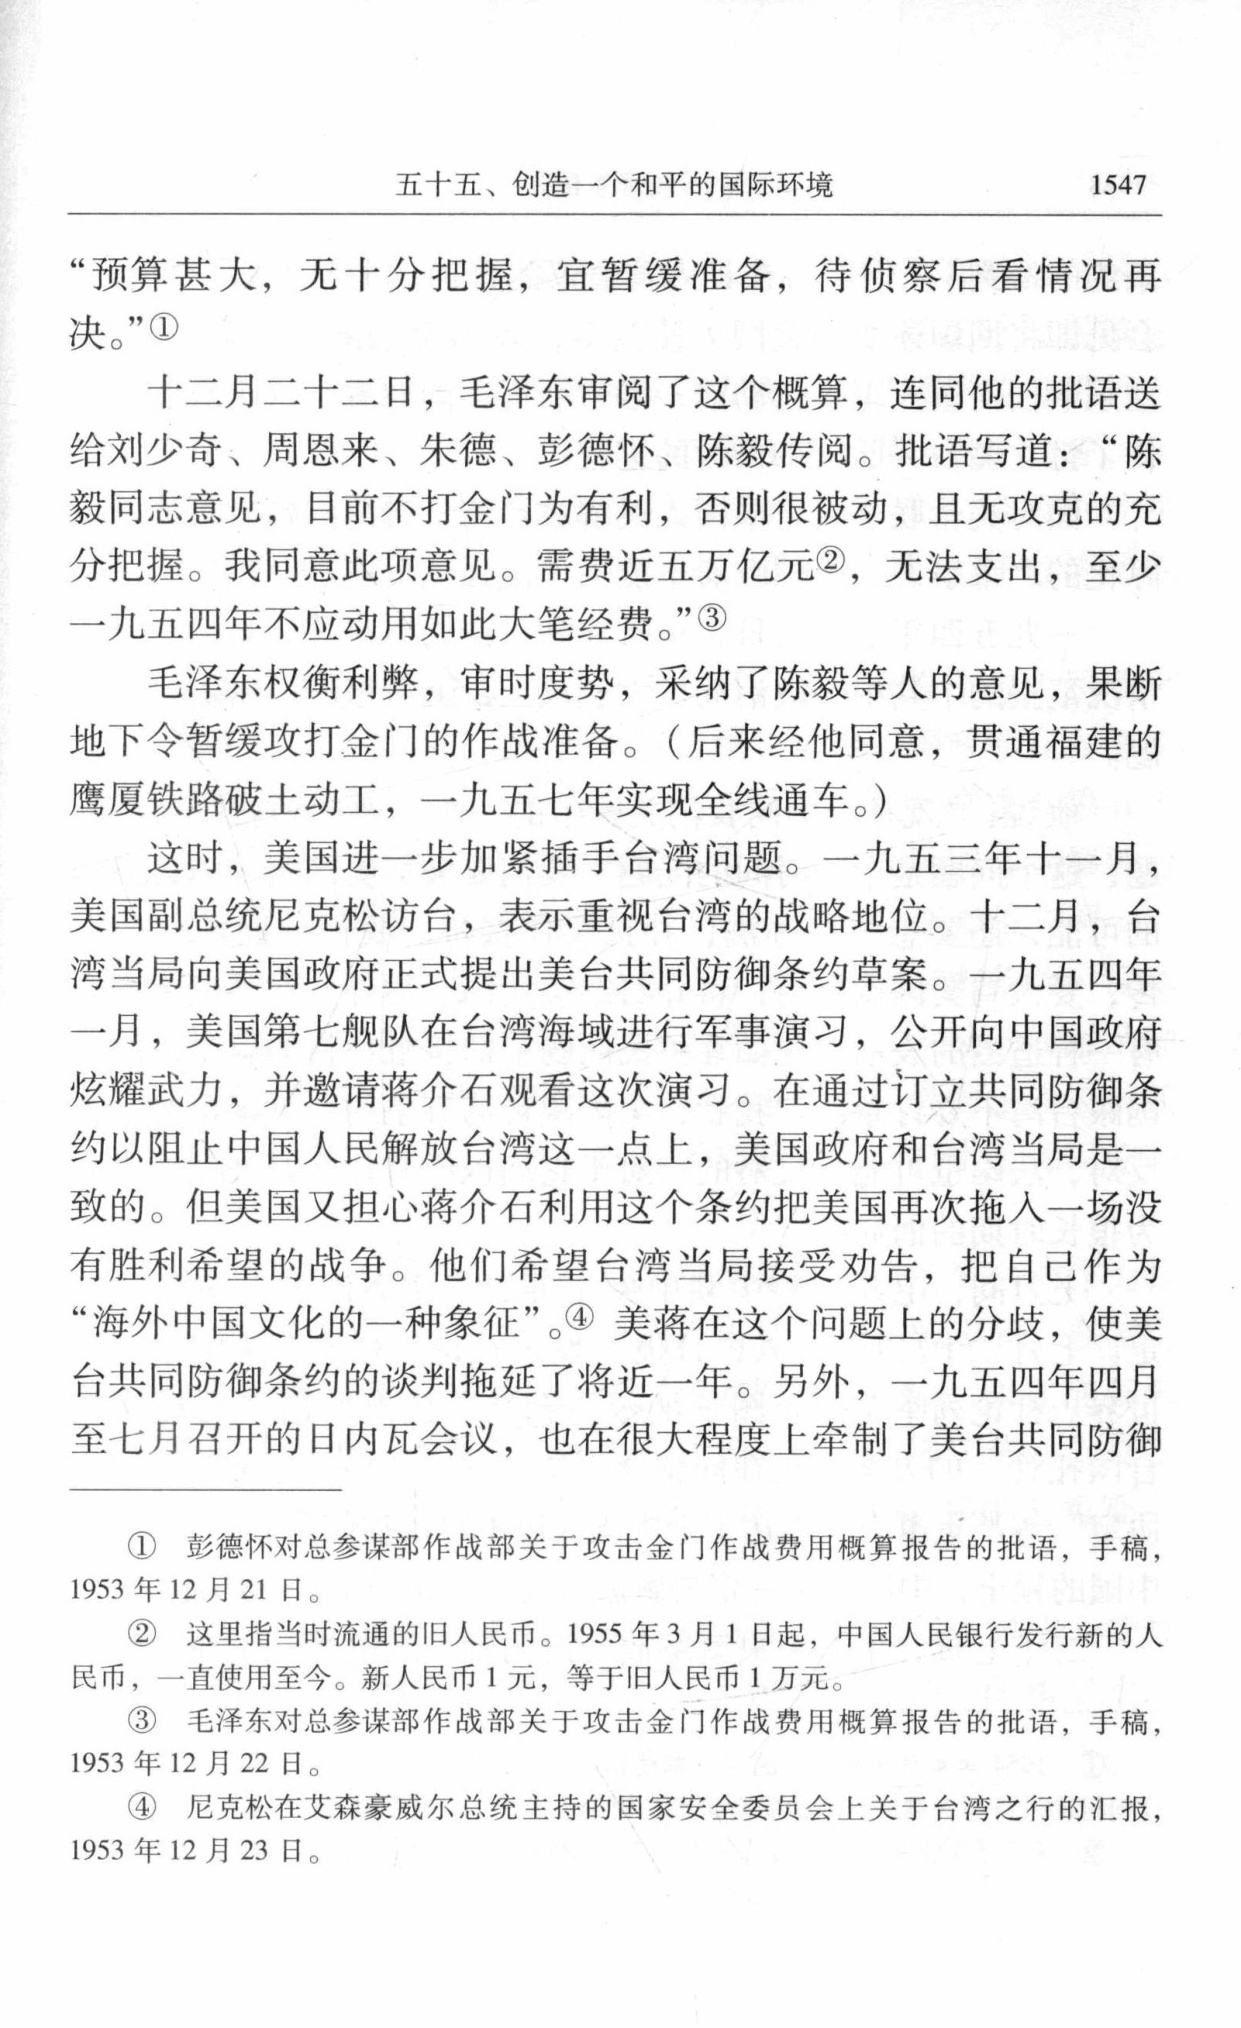 五十五、创造一个和平的国际环境 1547
“预算甚大，无十分把握，宜暂缓准备，待侦察后看情况再
决。”①
十二月二十二日，毛泽东审阅了这个概算，连同他的批语送
给刘少奇、周恩来、朱德、彭德怀、陈毅传阅。批语写道：“陈
毅同志意见，目前不打金门为有利，否则很被动，且无攻克的充
分把握。我同意此项意见。需费近五万亿元②，无法支出，至少
一九五四年不应动用如此大笔经费。”③
毛泽东权衡利弊，审时度势，采纳了陈毅等人的意见，果断
地下令暂缓攻打金门的作战准备。（后来经他同意，贯通福建的
鹰厦铁路破土动工，一九五七年实现全线通车。）
这时，美国进一步加紧插手台湾问题。一九五三年十一月，
美国副总统尼克松访台，表示重视台湾的战略地位。十二月，台
湾当局向美国政府正式提出美台共同防御条约草案。一九五四年
一月，美国第七舰队在台湾海域进行军事演习，公开向中国政府
炫耀武力，并邀请蒋介石观看这次演习。在通过订立共同防御条
约以阻止中国人民解放台湾这一点上，美国政府和台湾当局是一
致的。但美国又担心蒋介石利用这个条约把美国再次拖入一场没
有胜利希望的战争。他们希望台湾当局接受劝告，把自己作为
“海外中国文化的一种象征”。④ 美蒋在这个问题上的分歧，使美
台共同防御条约的谈判拖延了将近一年。另外，一九五四年四月
至七月召开的日内瓦会议，也在很大程度上牵制了美台共同防御
① 彭德怀对总参谋部作战部关于攻击金门作战费用概算报告的批语，手稿，
1953 年 12 月 21 日。
② 这里指当时流通的旧人民币。1955 年 3 月 1 日起，中国人民银行发行新的人
民币，一直使用至今。新人民币 1 元，等于旧人民币 1 万元。
③ 毛泽东对总参谋部作战部关于攻击金门作战费用概算报告的批语，手稿，
1953 年 12 月 22 日。
④ 尼克松在艾森豪威尔总统主持的国家安全委员会上关于台湾之行的汇报，
1953 年 12 月 23 日。